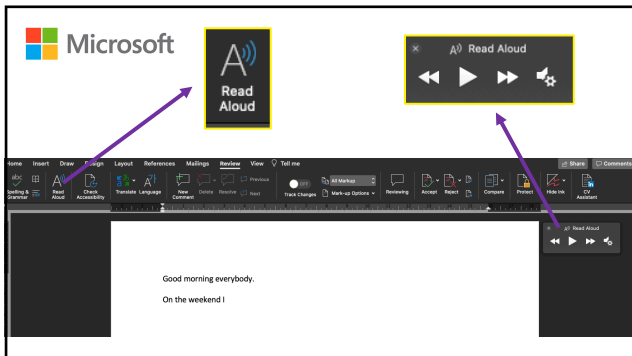 Microsoft
A
Read
Aloud
A Read Aloud
Home Insert Draw Design Layout References Mailings Review View Tell me
Share Comments
abc
Spelling &
Grammar
A
Read
Aloud
Check
Accessibility
Translate
Language
New
Comment
Delete
Resolve
Previous
Next
OFF
Track Changes
All Markup
Mark-up Options
Reviewing
Accept
Reject
Compare
Protect
Hide Ink
CV
Assistant
A Read Aloud
Good morning everybody.
On the weekend I